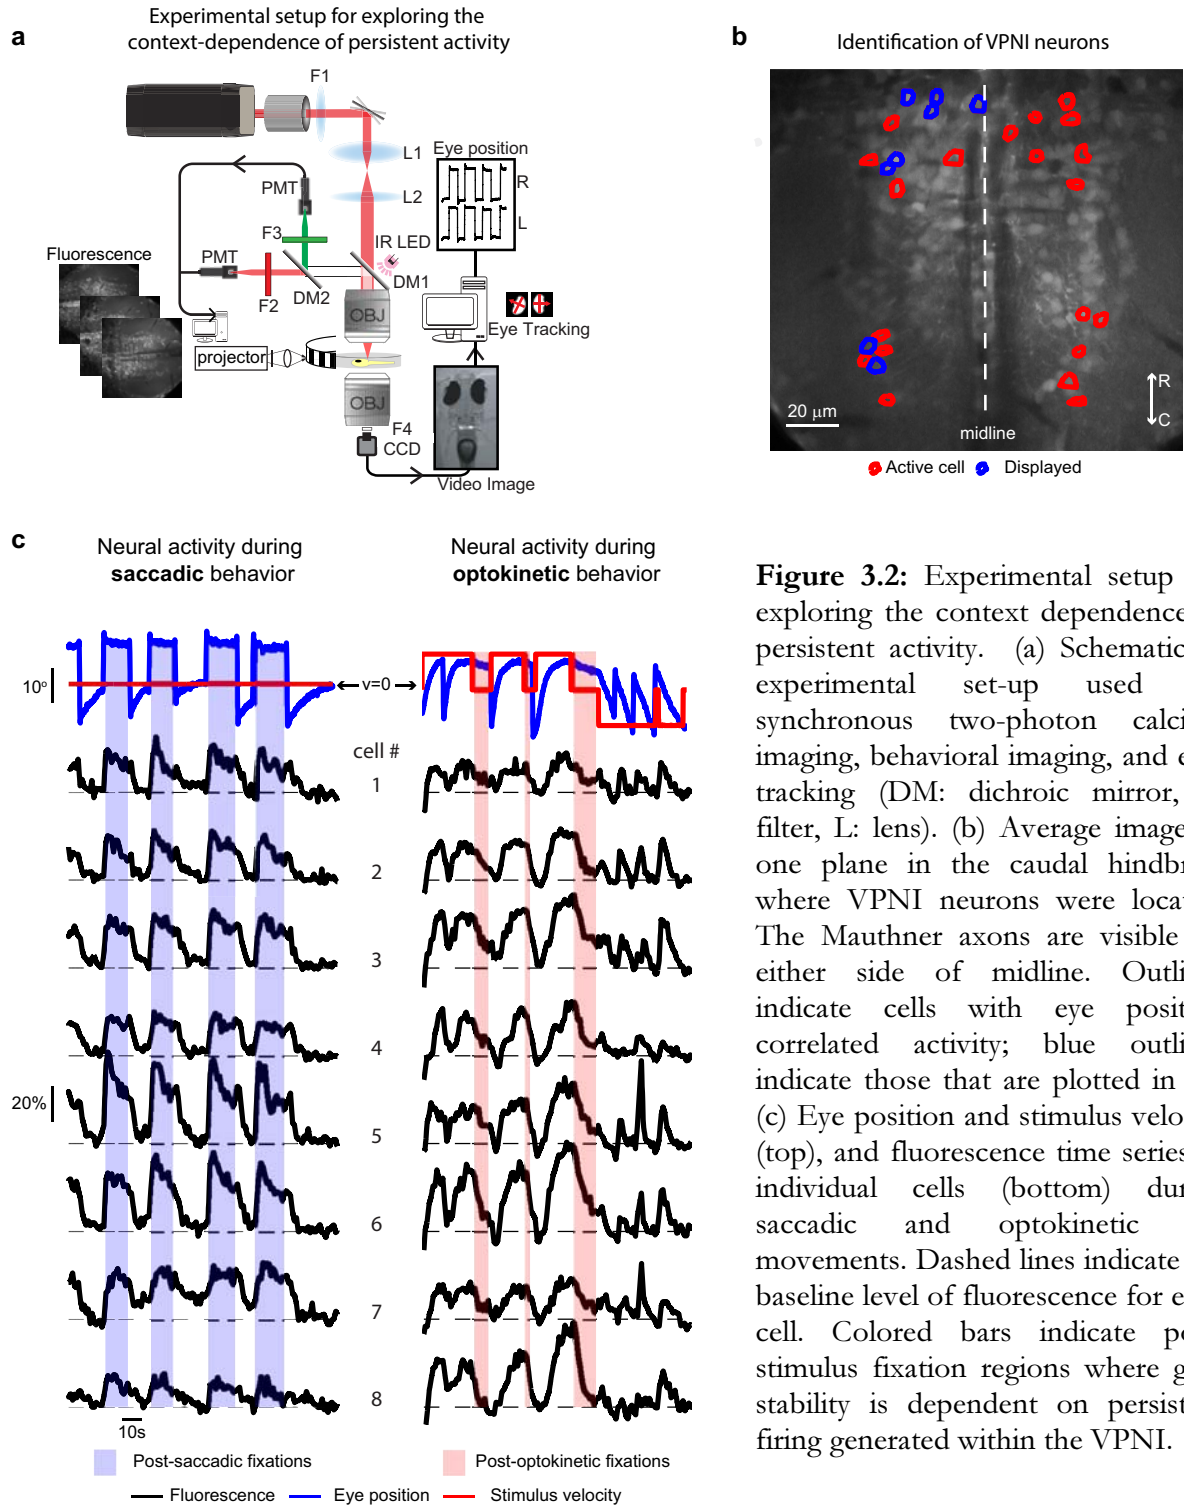 a
Experimental setup for exploring the
context-dependence of persistent activity
F1
L1
L2
Eye position
R
L
PMT
F3
IR LED
Fluorescence
PMT
F2
DM2
DM1
OBJ
Eye Tracking
projector
OBJ
F4
CCD
Video Image
b
Identification of VPNI neurons
20 μm
midline
R
C
Active cell
Displayed
c
Neural activity during
saccadic behavior
Neural activity during
optokinetic behavior
10°
v=0
cell #
1
2
3
4
20%
5
6
7
8
10s
Post-saccadic fixations
Post-optokinetic fixations
Fluorescence
Eye position
Stimulus velocity
Figure 3.2: Experimental setup
exploring the context dependence
persistent activity. (a) Schematic
experimental set-up used
synchronous two-photon calci
imaging, behavioral imaging, and e
tracking (DM: dichroic mirror,
filter, L: lens). (b) Average image
one plane in the caudal hindbr
where VPNI neurons were locat
The Mauthner axons are visible
either side of midline. Outli
indicate cells with eye posit
correlated activity; blue outli
indicate those that are plotted in
(c) Eye position and stimulus veloc
(top), and fluorescence time series
individual cells (bottom) dur
saccadic and optokinetic
movements. Dashed lines indicate
baseline level of fluorescence for e
cell. Colored bars indicate po
stimulus fixation regions where g
stability is dependent on persist
firing generated within the VPNI.